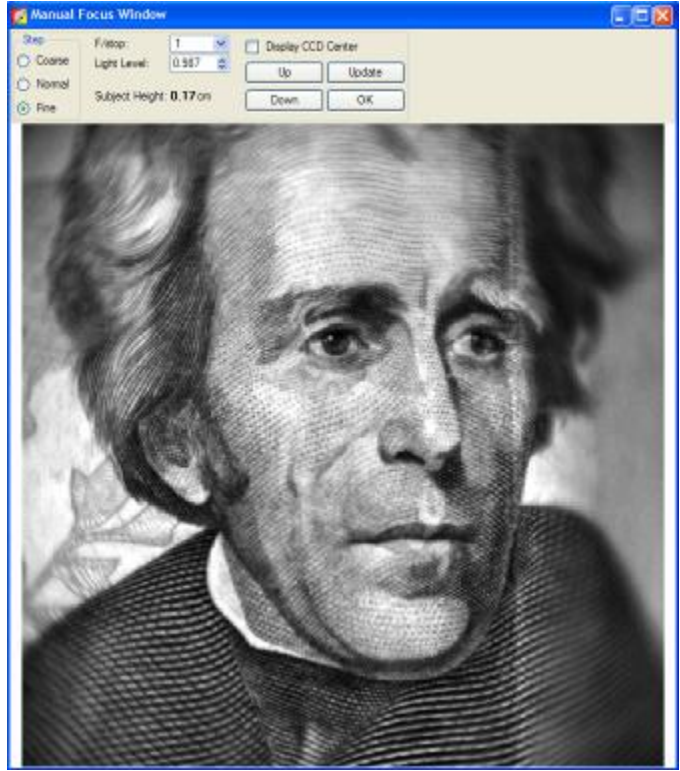 Manual Focus Window
Step
Coarse
Normal
Fine
F/stop: 1
Light Level: 0.987
Subject Height: 0.17 cm
Display CCD Center
Up
Update
Down
OK